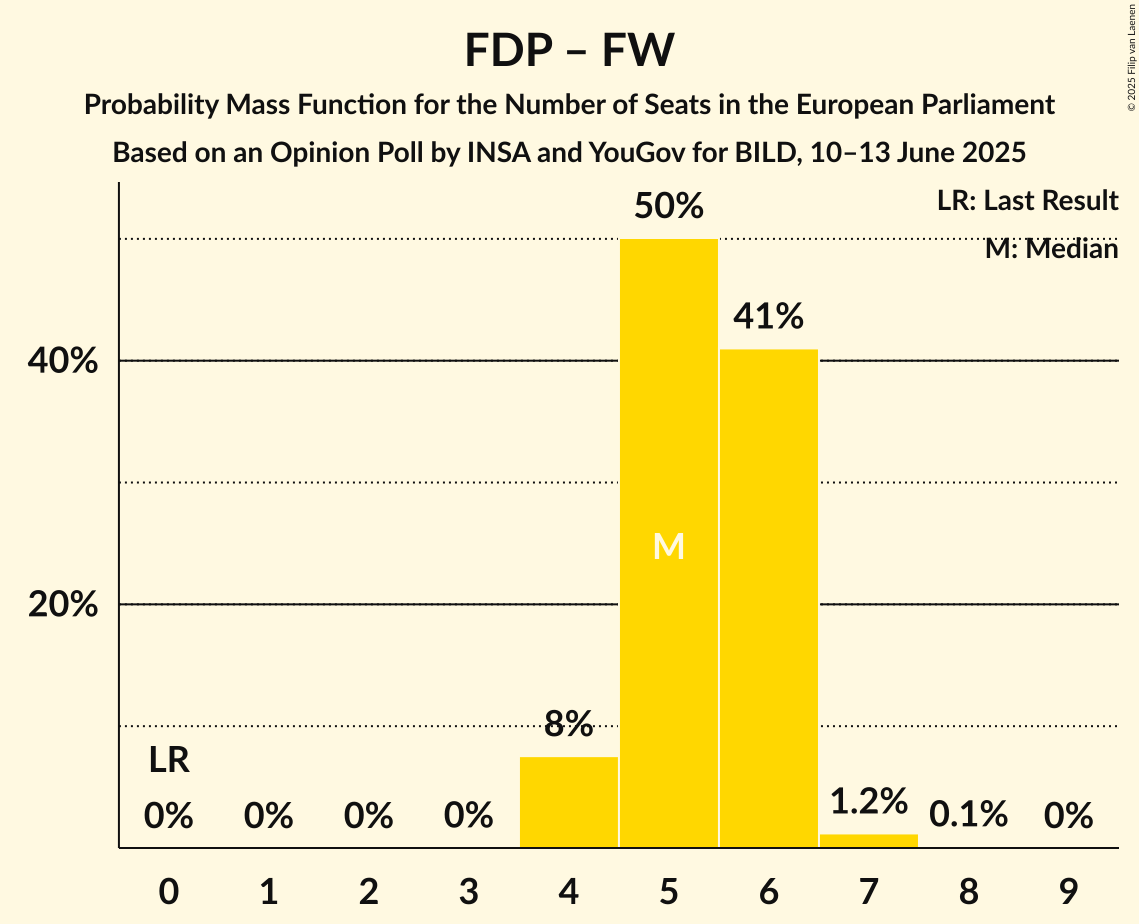 FDP – FW
Probability Mass Function for the Number of Seats in the European Parliament
Based on an Opinion Poll by INSA and YouGov for BILD, 10–13 June 2025
© 2025 Filip van Laenen
LR: Last Result
M: Median
50%
41%
40%
M
20%
8%
LR
0%
0%
0%
0%
1.2%
0.1%
0%
0 1 2 3 4 5 6 7 8 9